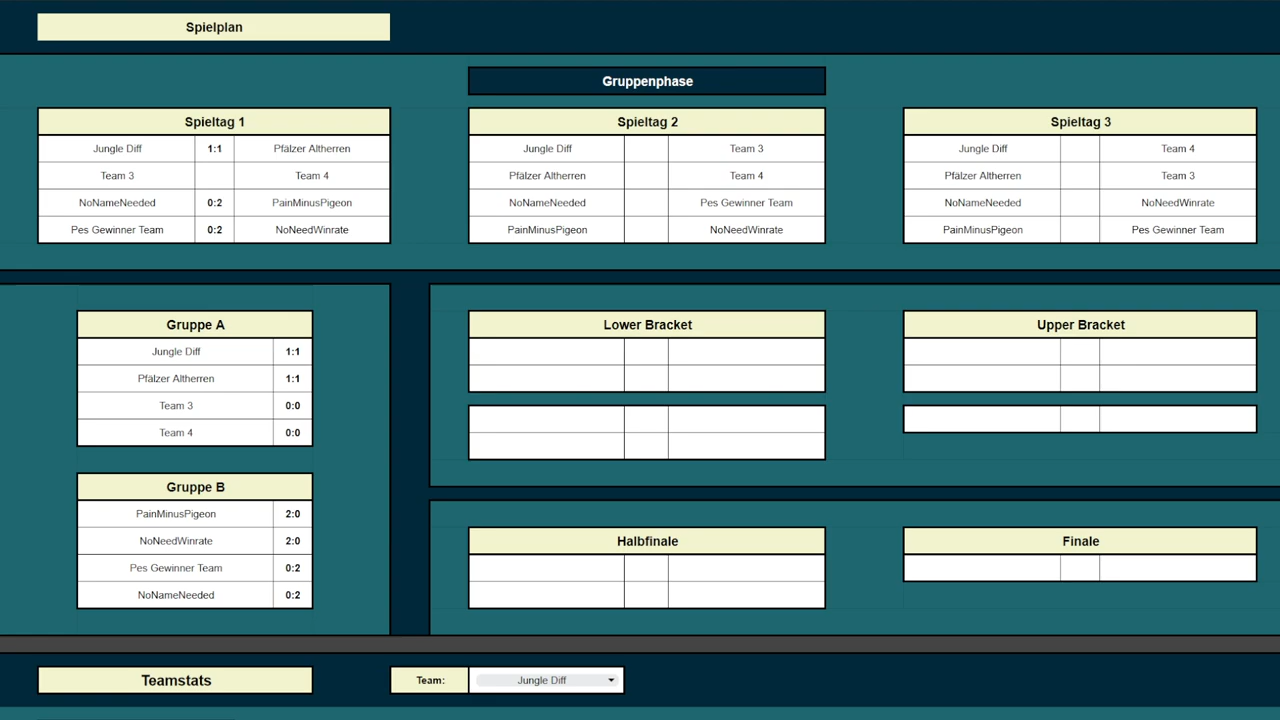 Spielplan
Gruppenphase
Spieltag 1
Jungle Diff 1:1 Pfälzer Altherren
Team 3 Team 4
NoNameNeeded 0:2 PainMinusPigeon
Pes Gewinner Team 0:2 NoNeedWinrate
Spieltag 2
Jungle Diff Team 3
Pfälzer Altherren Team 4
NoNameNeeded Pes Gewinner Team
PainMinusPigeon NoNeedWinrate
Spieltag 3
Jungle Diff Team 4
Pfälzer Altherren Team 3
NoNameNeeded NoNeedWinrate
PainMinusPigeon Pes Gewinner Team
Gruppe A
Jungle Diff 1:1
Pfälzer Altherren 1:1
Team 3 0:0
Team 4 0:0
Gruppe B
PainMinusPigeon 2:0
NoNeedWinrate 2:0
Pes Gewinner Team 0:2
NoNameNeeded 0:2
Lower Bracket
Upper Bracket
Halbfinale
Finale
Teamstats
Team: Jungle Diff